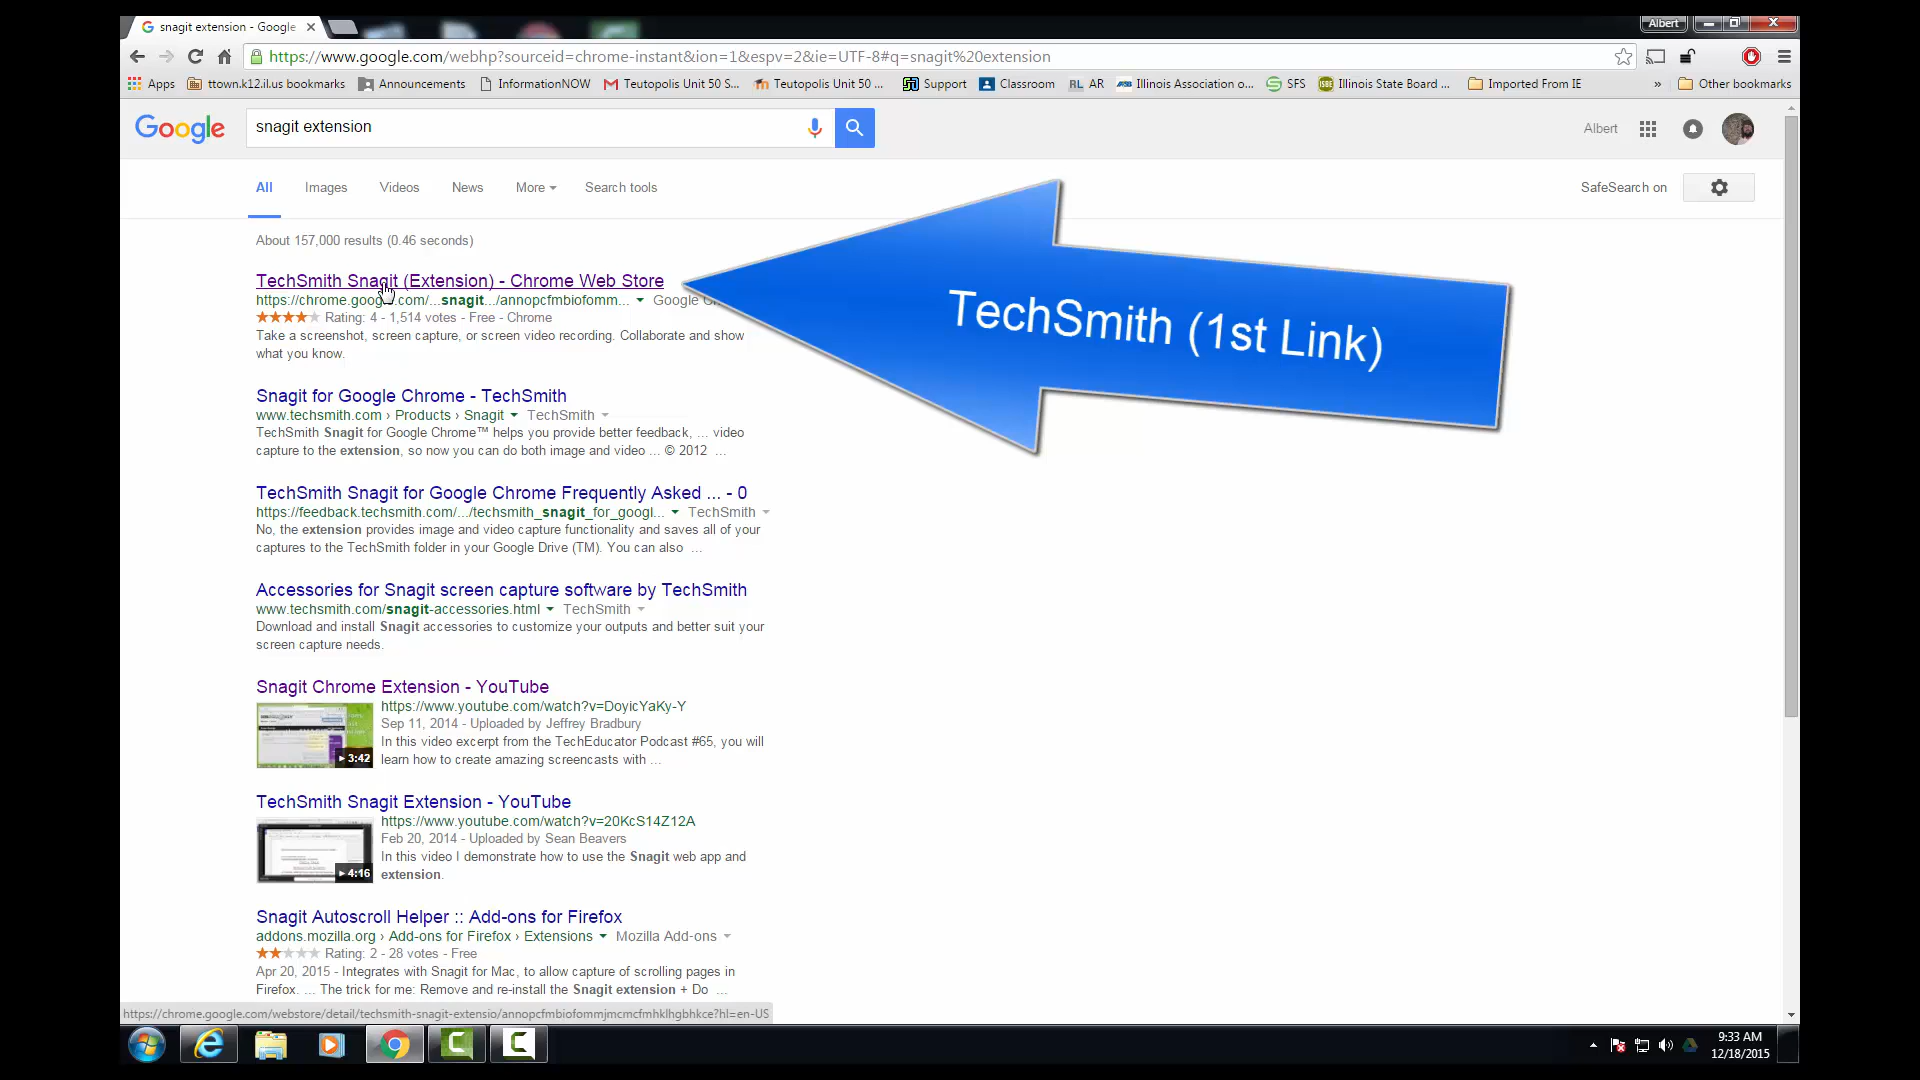 snagit extension - Google
Albert
https://www.google.com/webhp?sourceid=chrome-instant&ion=1&espv=2&ie=UTF-8#q=snagit%20extension
Apps ttown.k12.il.us bookmarks Announcements InformationNOW Teutopolis Unit 50 S... Teutopolis Unit 50 ... Support Classroom RL AR Illinois Association o... SFS Illinois State Board ... Imported From IE » Other bookmarks
Google snagit extension Albert
All Images Videos News More Search tools SafeSearch on
About 157,000 results (0.46 seconds)
TechSmith Snagit (Extension) - Chrome Web Store
https://chrome.google.com/...snagit.../annopcfmbiofomm...
Rating: 4 - 1,514 votes - Free - Chrome
Take a screenshot, screen capture, or screen video recording. Collaborate and show
what you know.
TechSmith (1st Link)
Snagit for Google Chrome - TechSmith
www.techsmith.com › Products › Snagit TechSmith
TechSmith Snagit for Google Chrome™ helps you provide better feedback, ... video
capture to the extension, so now you can do both image and video ... © 2012 ...
TechSmith Snagit for Google Chrome Frequently Asked ... - 0
https://feedback.techsmith.com/.../techsmith_snagit_for_googl... TechSmith
No, the extension provides image and video capture functionality and saves all of your
captures to the TechSmith folder in your Google Drive (TM). You can also ...
Accessories for Snagit screen capture software by TechSmith
www.techsmith.com/snagit-accessories.html TechSmith
Download and install Snagit accessories to customize your outputs and better suit your
screen capture needs.
Snagit Chrome Extension - YouTube
https://www.youtube.com/watch?v=DoyicYaKy-Y
Sep 11, 2014 - Uploaded by Jeffrey Bradbury
In this video excerpt from the TechEducator Podcast #65, you will
learn how to create amazing screencasts with ...
3:42
TechSmith Snagit Extension - YouTube
https://www.youtube.com/watch?v=20KcS14Z12A
Feb 20, 2014 - Uploaded by Sean Beavers
In this video I demonstrate how to use the Snagit web app and
extension.
4:16
Snagit Autoscroll Helper :: Add-ons for Firefox
addons.mozilla.org › Add-ons for Firefox › Extensions Mozilla Add-ons
Rating: 2 - 28 votes - Free
Apr 20, 2015 - Integrates with Snagit for Mac, to allow capture of scrolling pages in
Firefox. ... The trick for me: Remove and re-install the Snagit extension + Do ...
https://chrome.google.com/webstore/detail/techsmith-snagit-extensio/annopcfmbiofommjmcmcfmhklhgbhkce?hl=en-US
9:33 AM
12/18/2015